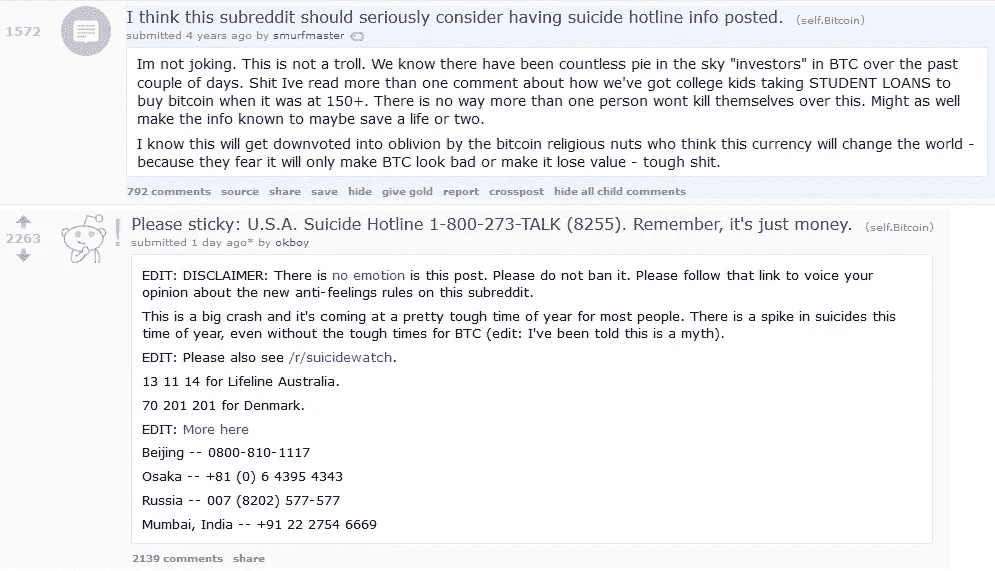 I think this subreddit should seriously consider having suicide hotline info posted. (self.Bitcoin)
1572
submitted 4 years ago by smurfmaster
Im not joking. This is not a troll. We know there have been countless pie in the sky "investors" in BTC over the past
couple of days. Shit Ive read more than one comment about how we've got college kids taking STUDENT LOANS to
buy bitcoin when it was at 150+. There is no way more than one person wont kill themselves over this. Might as well
make the info known to maybe save a life or two.
I know this will get downvoted into oblivion by the bitcoin religious nuts who think this currency will change the world -
because they fear it will only make BTC look bad or make it lose value - tough shit.
792 comments source share save hide give gold report crosspost hide all child comments
Please sticky: U.S.A. Suicide Hotline 1-800-273-TALK (8255). Remember, it's just money. (self.Bitcoin)
2263
submitted 1 day ago* by okboy
EDIT: DISCLAIMER: There is no emotion is this post. Please do not ban it. Please follow that link to voice your
opinion about the new anti-feelings rules on this subreddit.
This is a big crash and it's coming at a pretty tough time of year for most people. There is a spike in suicides this
time of year, even without the tough times for BTC (edit: I've been told this is a myth).
EDIT: Please also see /r/suicidewatch.
13 11 14 for Lifeline Australia.
70 201 201 for Denmark.
EDIT: More here
Beijing -- 0800-810-1117
Osaka -- +81 (0) 6 4395 4343
Russia -- 007 (8202) 577-577
Mumbai, India -- +91 22 2754 6669
2139 comments share